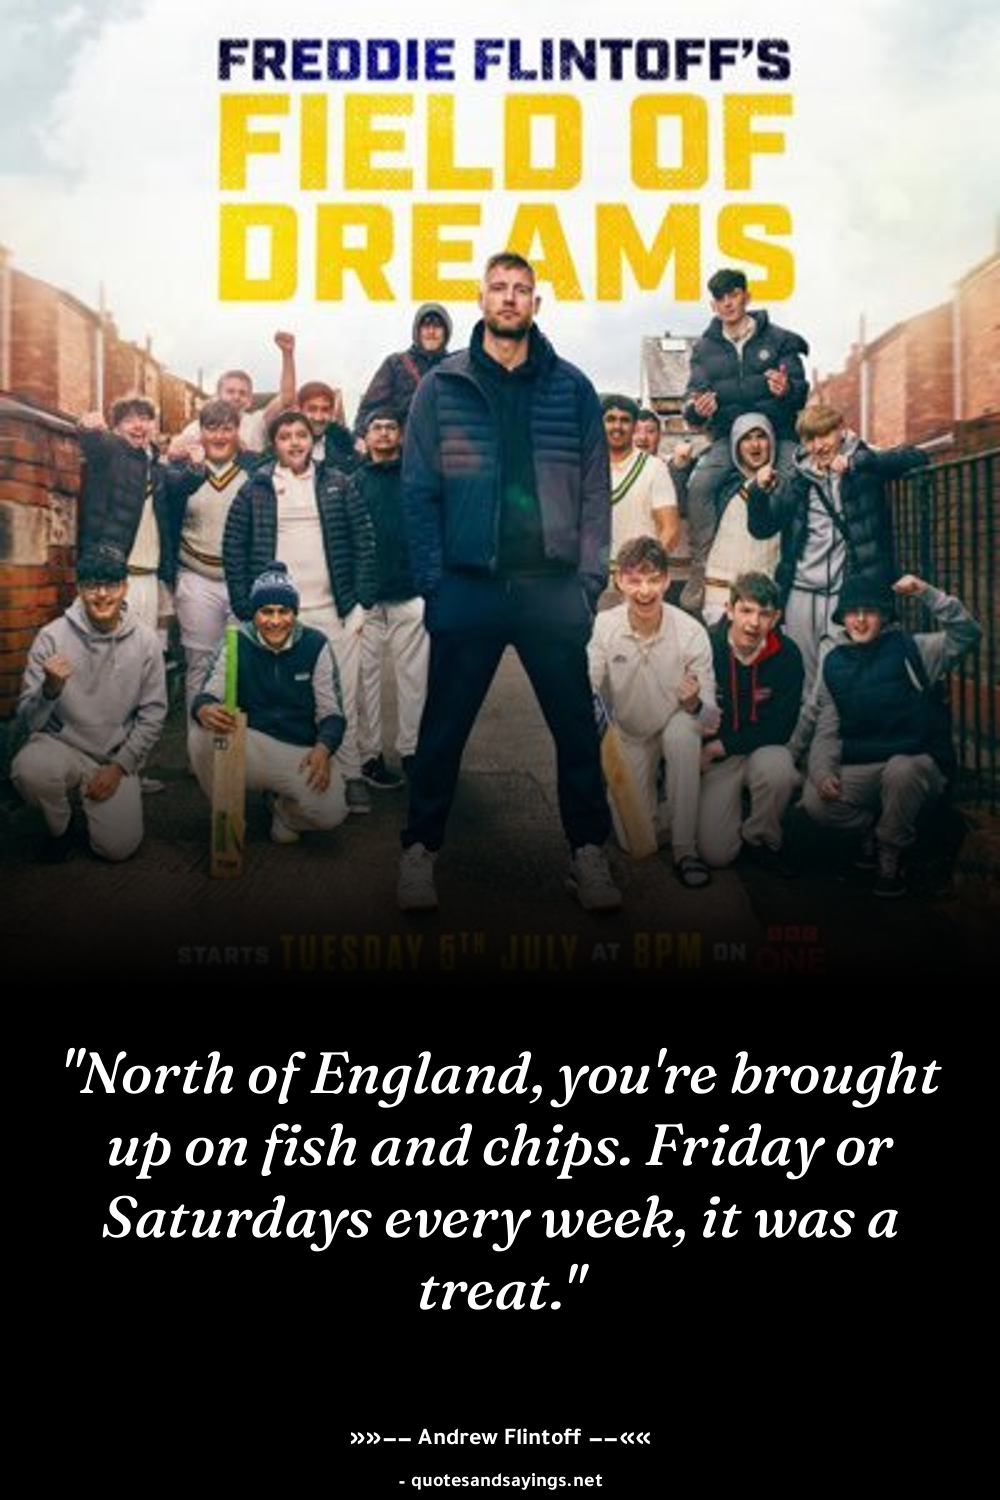 FREDDIE FLINTOFF'S
FIELD OF
DREAMS
STARTS TUESDAY 5TH JULY AT 8PM ON BBC ONE
"North of England, you're brought
up on fish and chips. Friday or
Saturdays every week, it was a
treat."
»»–– Andrew Flintoff ––««
- quotesandsayings.net